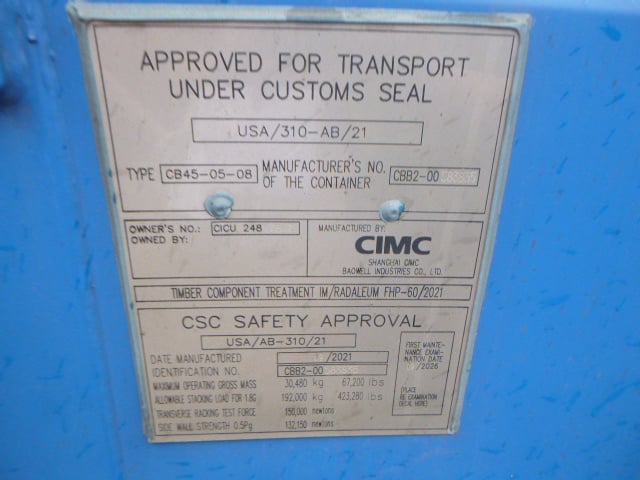 APPROVED FOR TRANSPORT
UNDER CUSTOMS SEAL
USA/310-AB/21
TYPE CB45-05-08 MANUFACTURER'S NO. OF THE CONTAINER CBB2-00
OWNER'S NO.: CICU 248
OWNED BY:
MANUFACTURED BY:
CIMC
SHANGHAI CIMC
BAOWELL INDUSTRIES CO., LTD.
TIMBER COMPONENT TREATMENT IM/RADALEUM FHP-60/2021
CSC SAFETY APPROVAL
USA/AB-310/21
DATE MANUFACTURED /2021
IDENTIFICATION NO. CBB2-00
MAXIMUM OPERATING GROSS MASS 30,480 kg 67,200 lbs
ALLOWABLE STACKING LOAD FOR 1.8G 192,000 kg 423,280 lbs
TRANSVERSE RACKING TEST FORCE 150,000 newtons
SIDE WALL STRENGTH 0.5Pg 132,150 newtons
FIRST MAINTE-
NANCE EXAMI-
NATION DATE
/2026
(PLACE
RE EXAMINATION
DECAL HERE)